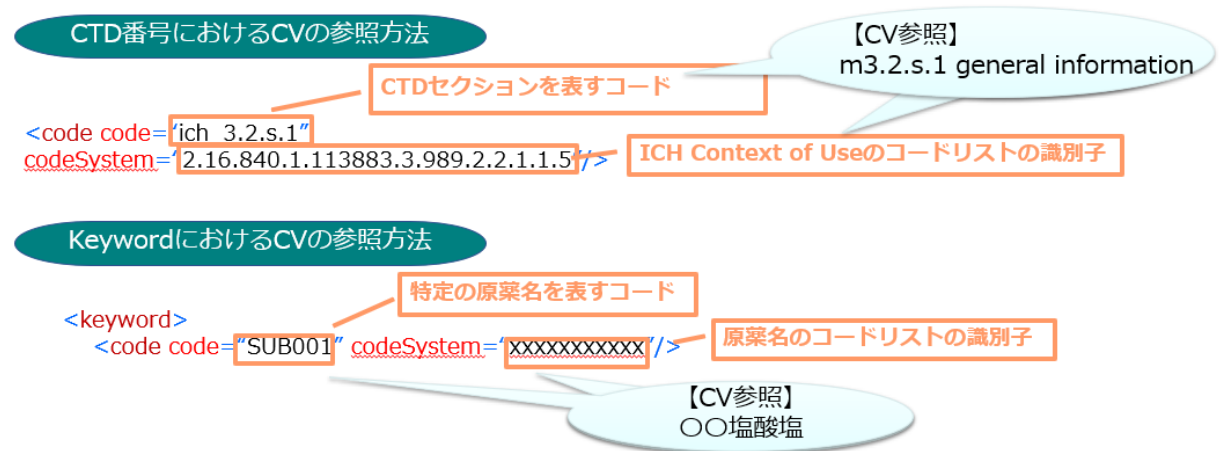 CTD番号におけるCVの参照方法
【CV参照】
m3.2.s.1 general information
CTDセクションを表すコード
<code code="ich_3.2.s.1"
codeSystem="2.16.840.1.113883.3.989.2.2.1.1.5"/>
ICH Context of Useのコードリストの識別子
KeywordにおけるCVの参照方法
特定の原薬名を表すコード
<keyword>
<code code="SUB001" codeSystem="xxxxxxxxxxx"/>
原薬名のコードリストの識別子
【CV参照】
〇〇塩酸塩